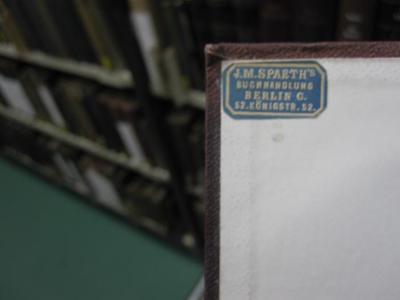 J.M. SPAETH'S
BUCHHANDLUNG
BERLIN C.
52. KÖNIGSTR. 52.